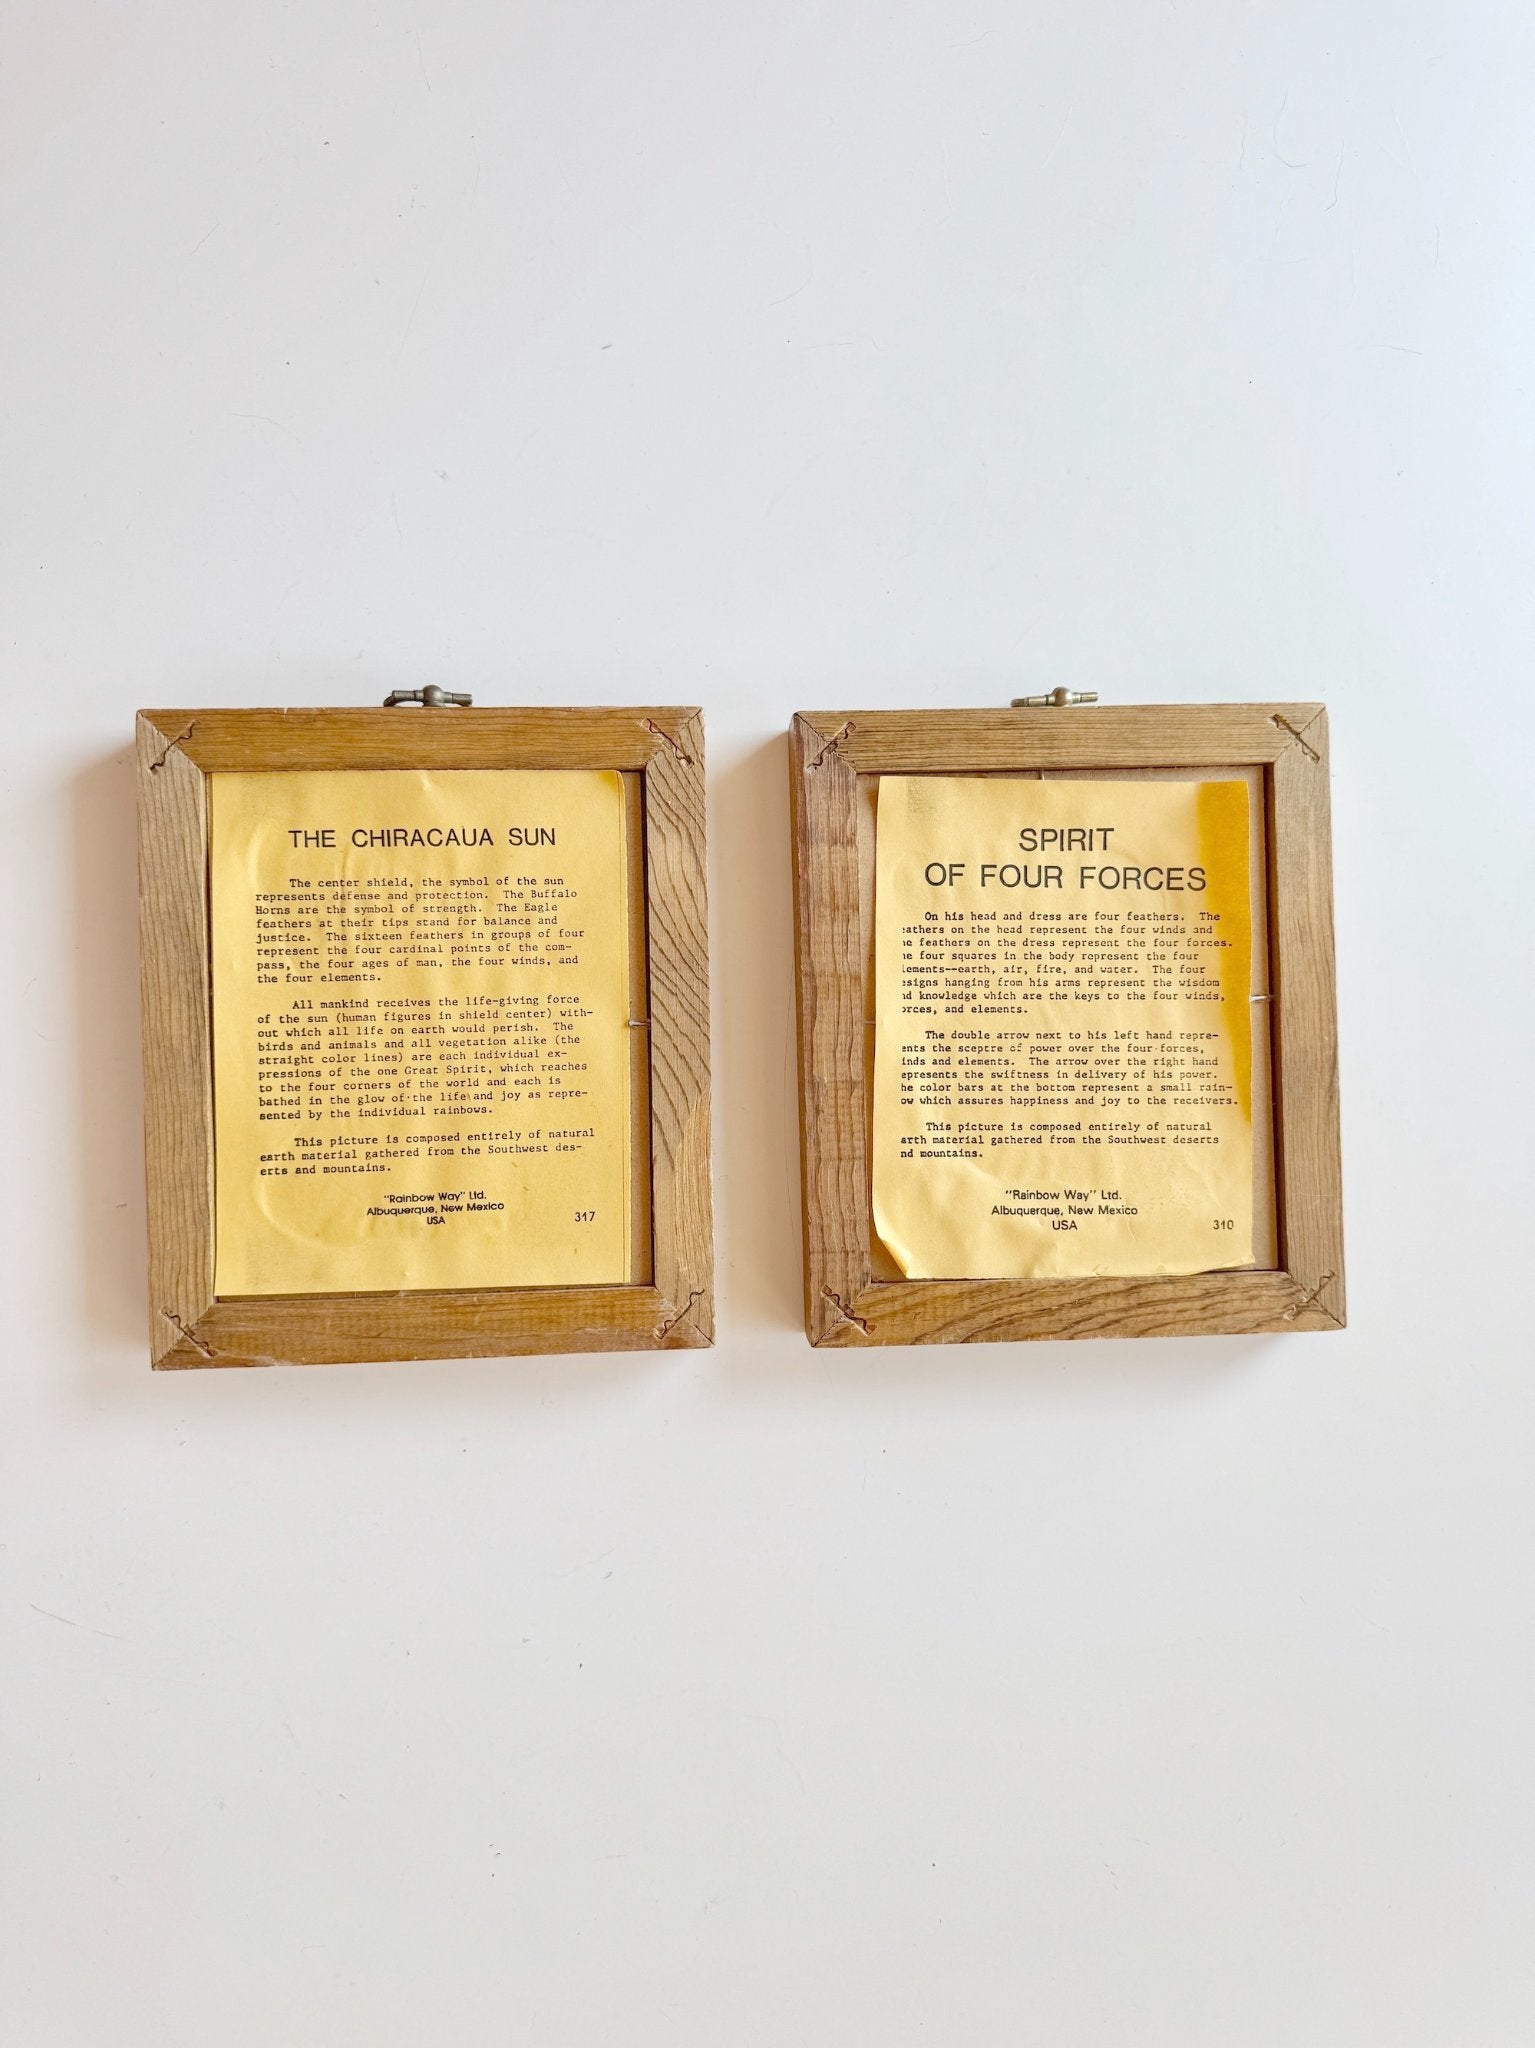 THE CHIRACAUA SUN
The center shield, the symbol of the sun
represents defense and protection. The Buffalo
Horns are the symbol of strength. The Eagle
feathers at their tips stand for balance and
justice. The sixteen feathers in groups of four
represent the four cardinal points of the com-
pass, the four ages of man, the four winds, and
the four elements.
All mankind receives the life-giving force
of the sun (human figures in shield center) with-
out which all life on earth would perish. The
birds and animals and all vegetation alike (the
straight color lines) are each individual ex-
pressions of the one Great Spirit, which reaches
to the four corners of the world and each is
bathed in the glow of the life and joy as repre-
sented by the individual rainbows.
This picture is composed entirely of natural
earth material gathered from the Southwest des-
erts and mountains.
"Rainbow Way" Ltd.
Albuquerque, New Mexico
USA
317
SPIRIT
OF FOUR FORCES
On his head and dress are four feathers. The
eathers on the head represent the four winds and
he feathers on the dress represent the four forces.
he four squares in the body represent the four
lements--earth, air, fire, and water. The four
esigns hanging from his arms represent the wisdom
nd knowledge which are the keys to the four winds,
orces, and elements.
The double arrow next to his left hand repre-
ents the sceptre of power over the four forces,
inds and elements. The arrow over the right hand
epresents the swiftness in delivery of his power.
he color bars at the bottom represent a small rain-
ow which assures happiness and joy to the receivers.
This picture is composed entirely of natural
arth material gathered from the Southwest deserts
nd mountains.
"Rainbow Way" Ltd.
Albuquerque, New Mexico
USA
310